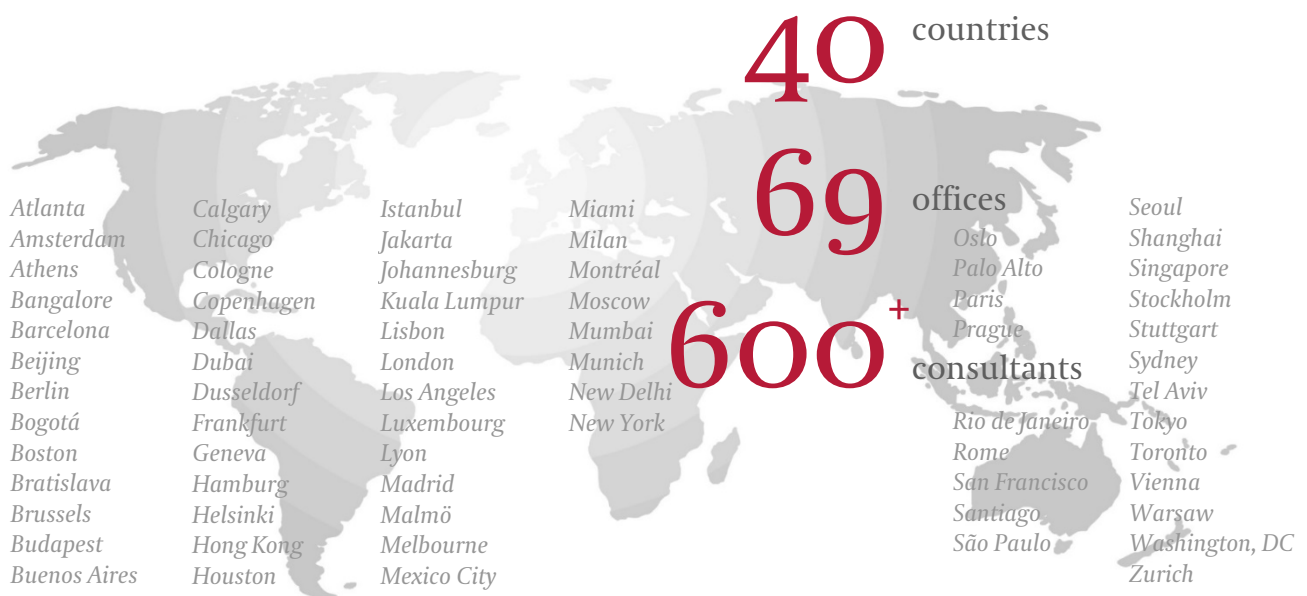 40 countries
69 offices
600+ consultants
Atlanta
Amsterdam
Athens
Bangalore
Barcelona
Beijing
Berlin
Bogotá
Boston
Bratislava
Brussels
Budapest
Buenos Aires
Calgary
Chicago
Cologne
Copenhagen
Dallas
Dubai
Dusseldorf
Frankfurt
Geneva
Hamburg
Helsinki
Hong Kong
Houston
Istanbul
Jakarta
Johannesburg
Kuala Lumpur
Lisbon
London
Los Angeles
Luxembourg
Lyon
Madrid
Malmö
Melbourne
Mexico City
Miami
Milan
Montréal
Moscow
Mumbai
Munich
New Delhi
New York
Oslo
Palo Alto
Paris
Prague
Rio de Janeiro
Rome
San Francisco
Santiago
São Paulo
Seoul
Shanghai
Singapore
Stockholm
Stuttgart
Sydney
Tel Aviv
Tokyo
Toronto
Vienna
Warsaw
Washington, DC
Zurich